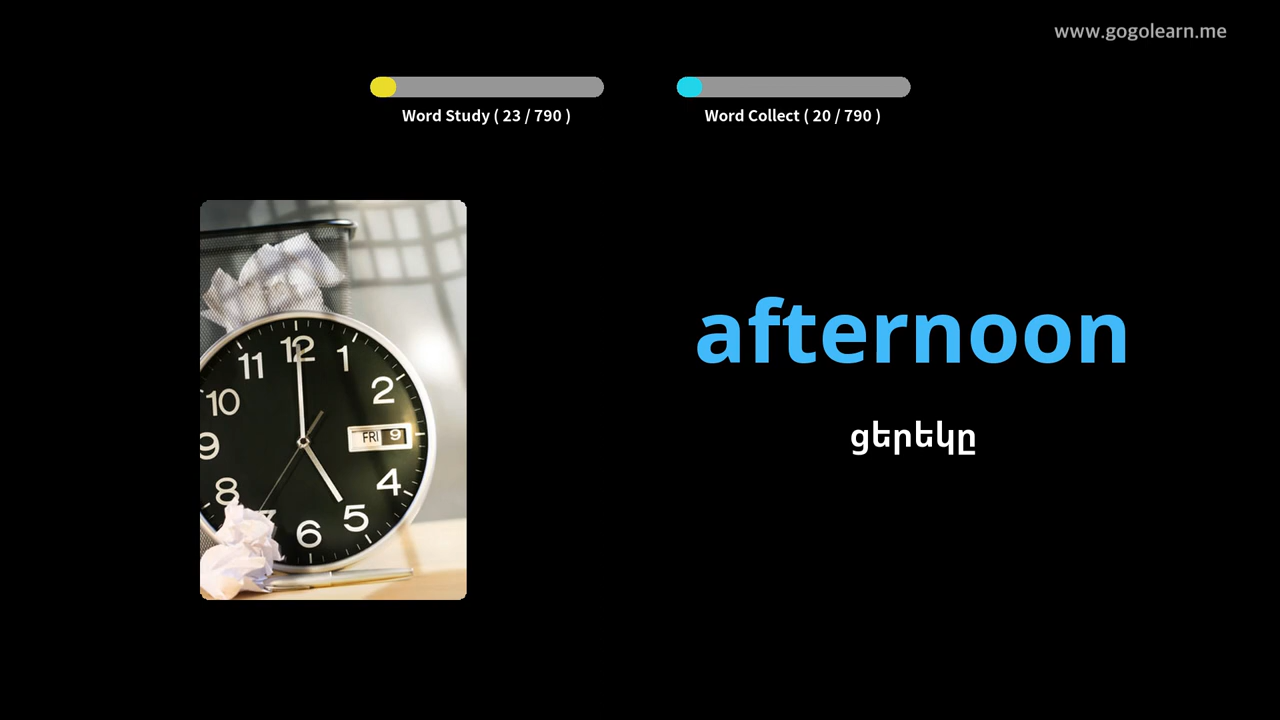 www.gogolearn.me
Word Study ( 23 / 790 )
Word Collect ( 20 / 790 )
afternoon
ցերեկը
12
11
1
10
2
9
FRI 9
8
4
7
5
6